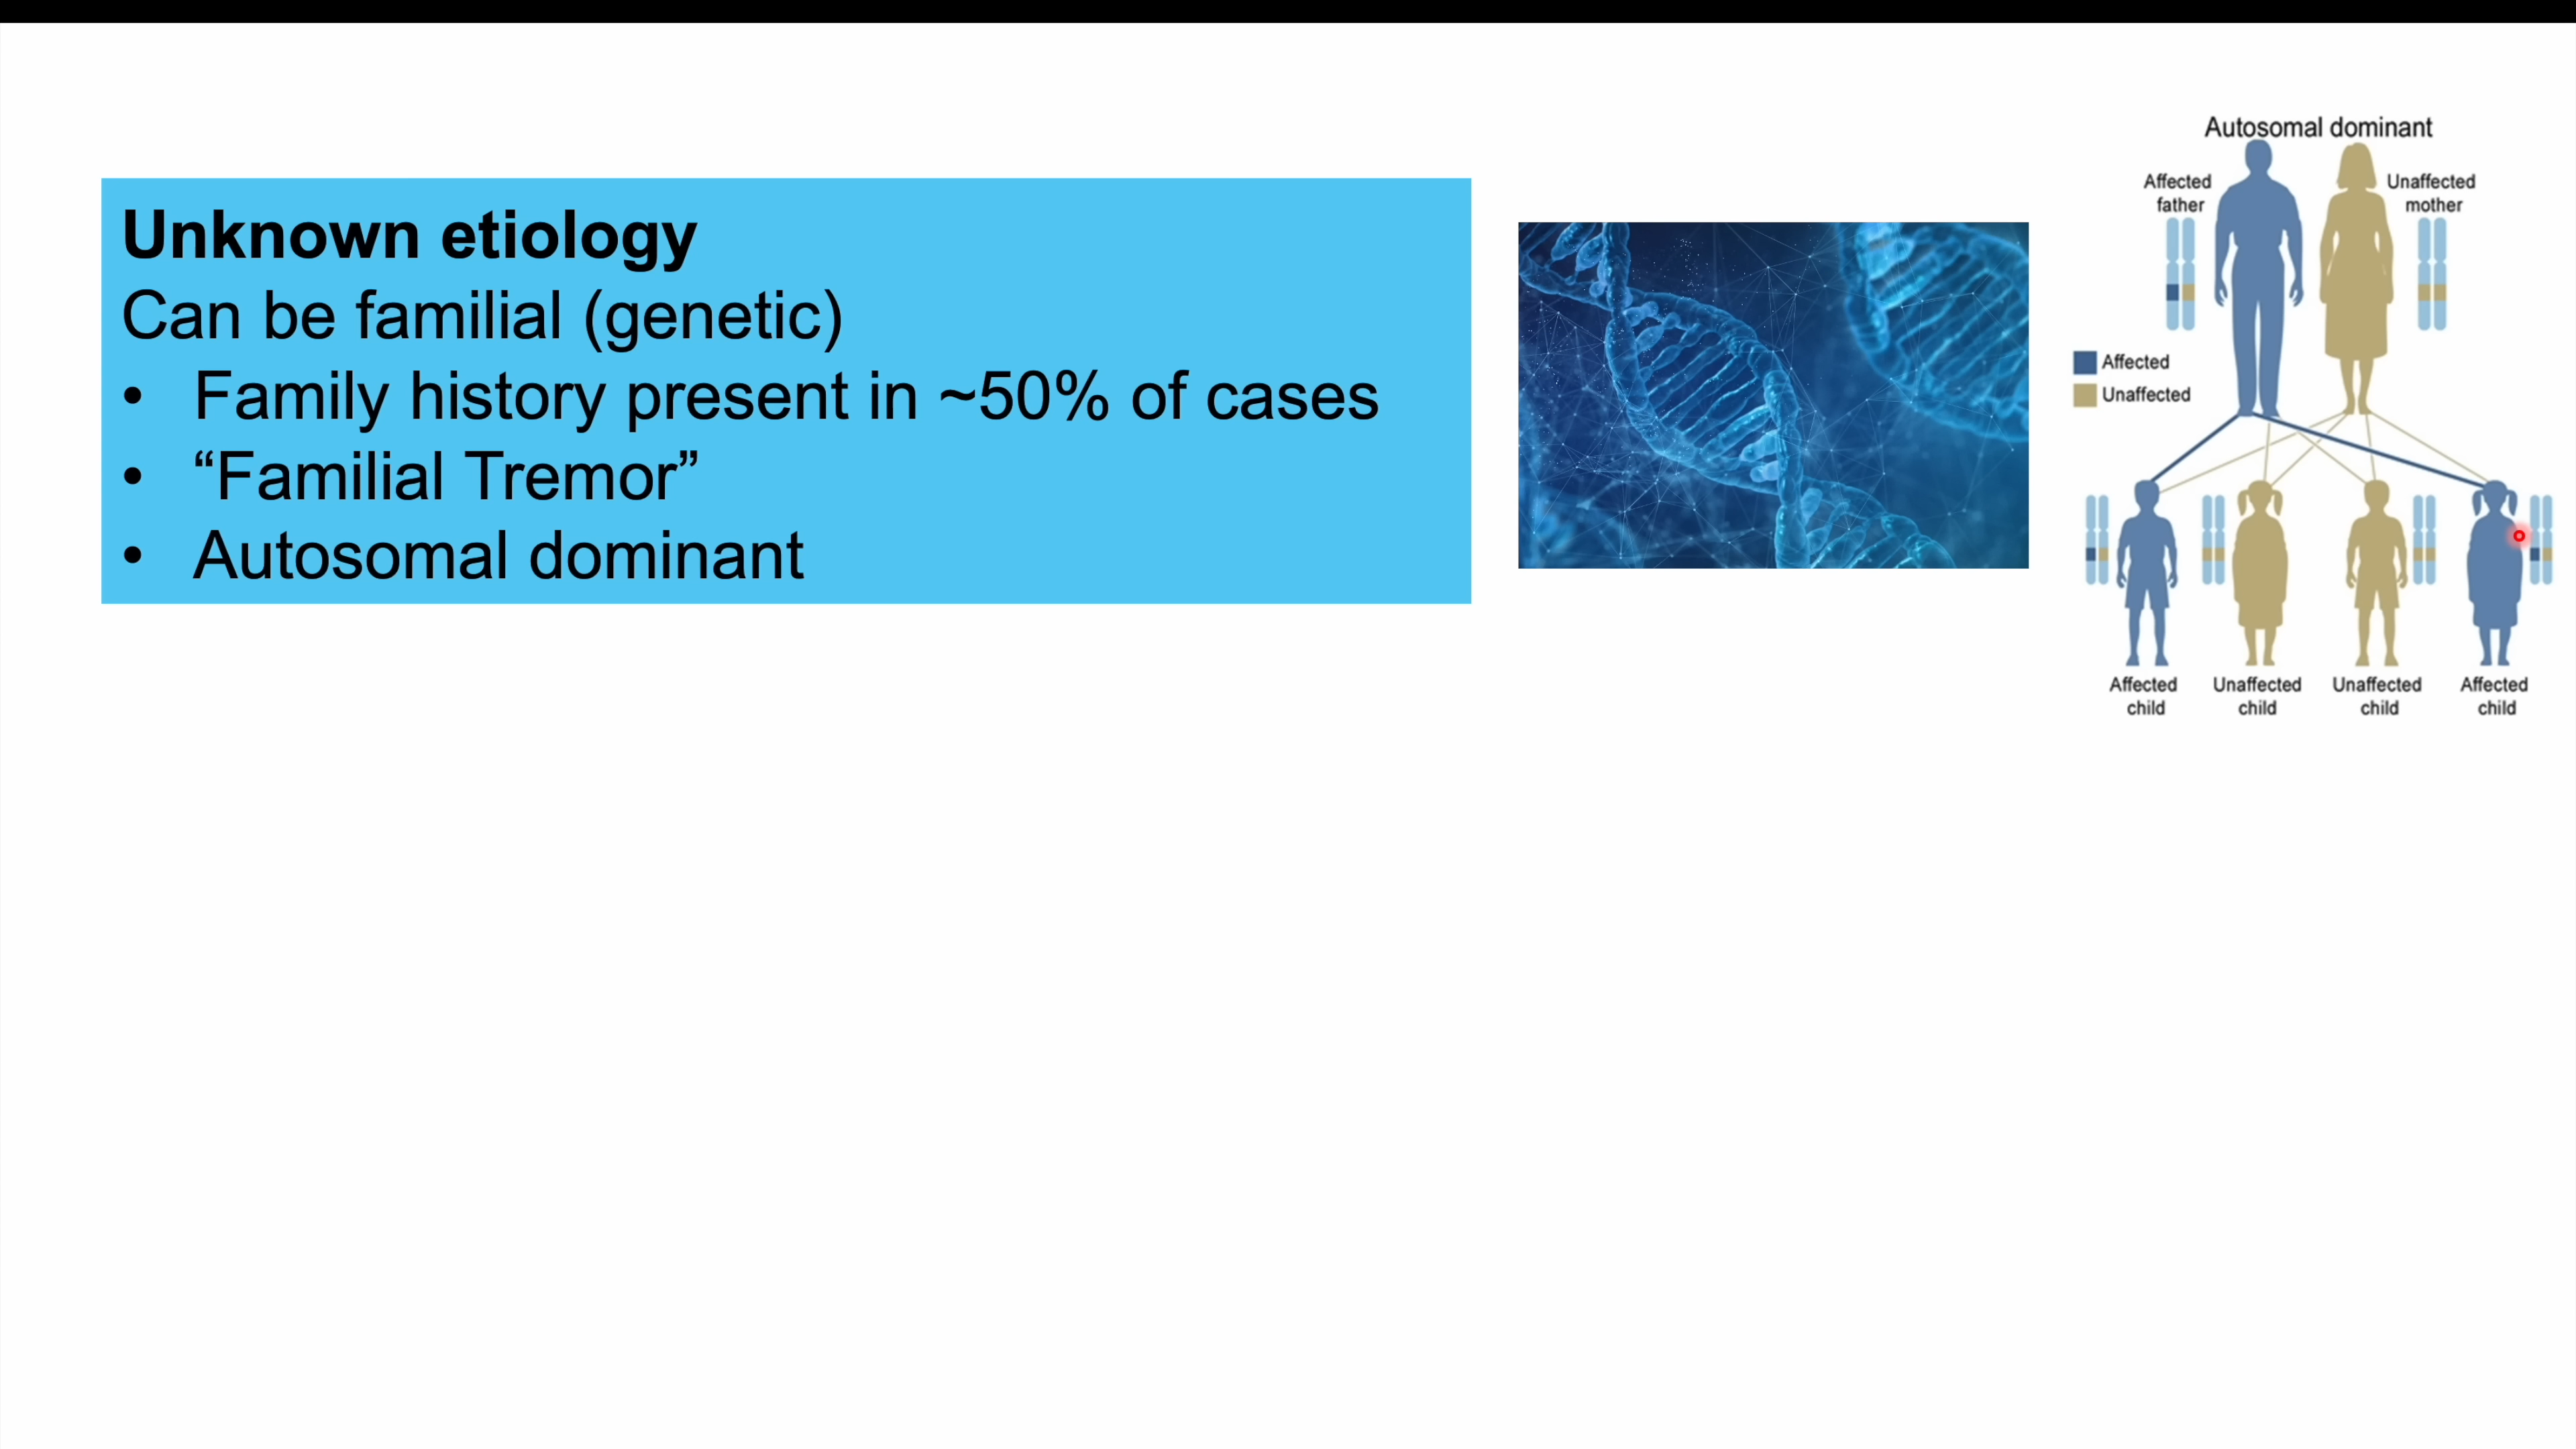 Unknown etiology
Can be familial (genetic)
• Family history present in ~50% of cases
• “Familial Tremor”
• Autosomal dominant
Autosomal dominant
Affected
father
Unaffected
mother
Affected
Unaffected
Affected
child
Unaffected
child
Unaffected
child
Affected
child